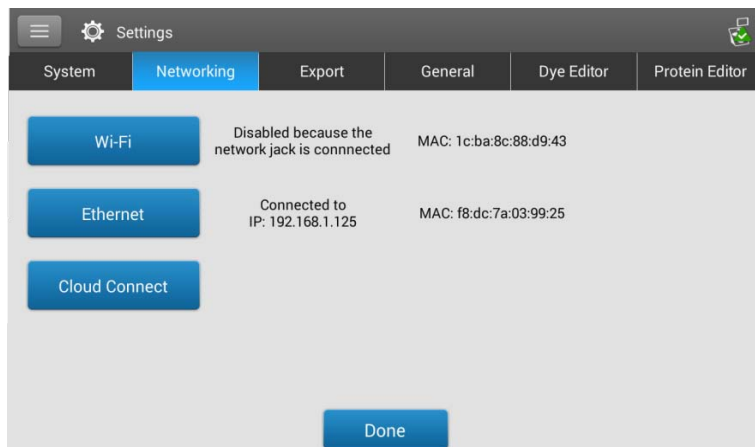 Settings
System Networking Export General Dye Editor Protein Editor
Wi-Fi
Disabled because the
network jack is connnected
MAC: 1c:ba:8c:88:d9:43
Ethernet
Connected to
IP: 192.168.1.125
MAC: f8:dc:7a:03:99:25
Cloud Connect
Done